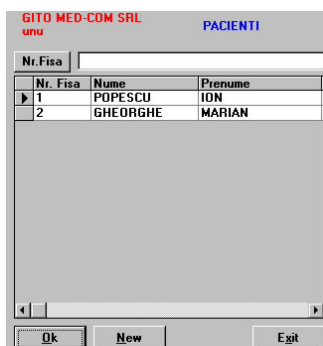 GITO MED-COM SRL
unu
PACIENTI
Nr.Fisa
Nr. Fisa Nume Prenume
1 POPESCU ION
2 GHEORGHE MARIAN
Ok New Exit